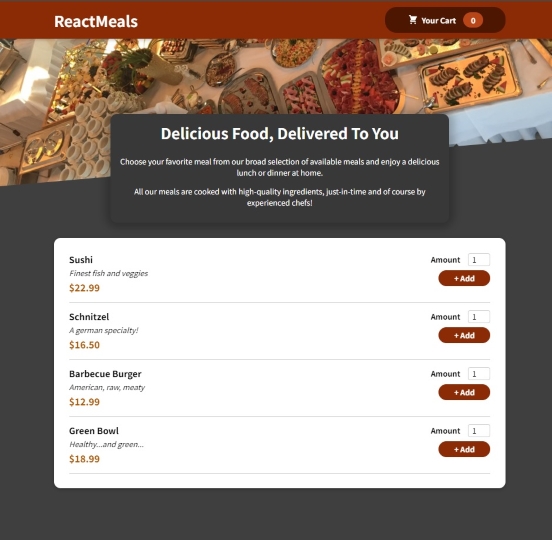 ReactMeals
Your Cart 0
Delicious Food, Delivered To You
Choose your favorite meal from our broad selection of available meals and enjoy a delicious
lunch or dinner at home.
All our meals are cooked with high-quality ingredients, just-in-time and of course by
experienced chefs!
Sushi
Finest fish and veggies
$22.99
Amount 1
+ Add
Schnitzel
A german specialty!
$16.50
Amount 1
+ Add
Barbecue Burger
American, raw, meaty
$12.99
Amount 1
+ Add
Green Bowl
Healthy...and green...
$18.99
Amount 1
+ Add